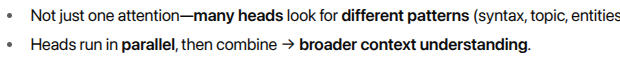 • Not just one attention—many heads look for different patterns (syntax, topic, entities
• Heads run in parallel, then combine → broader context understanding.